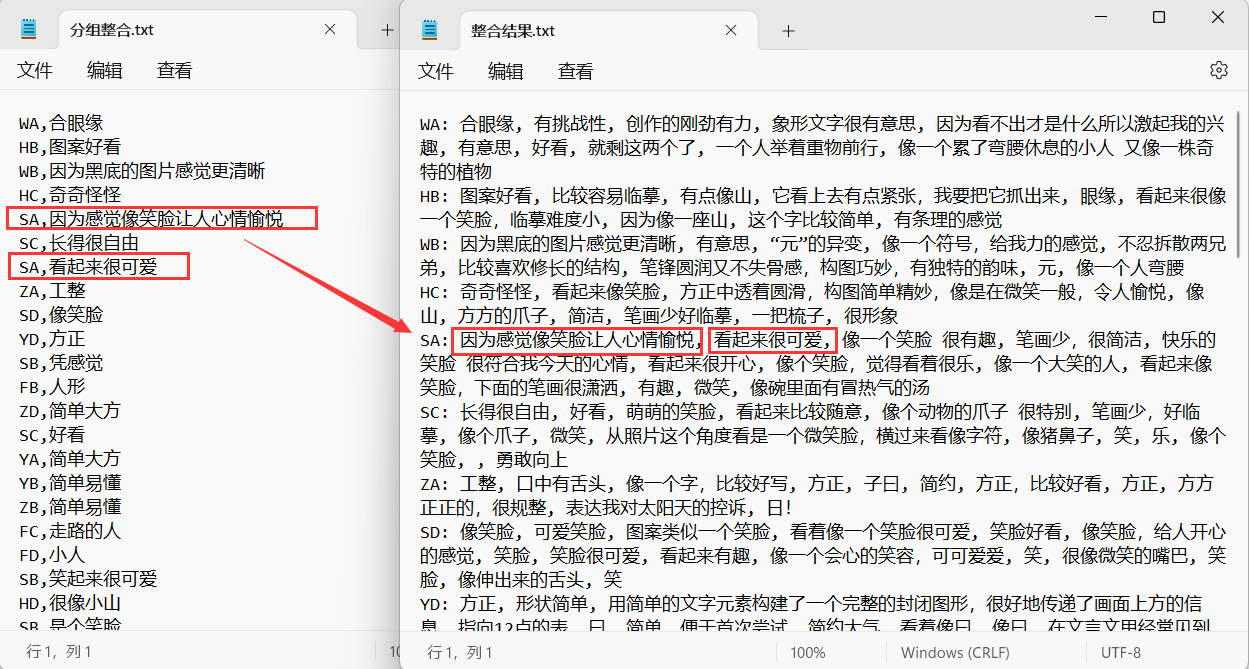 分组整合.txt
文件 编辑 查看
WA,合眼缘
HB,图案好看
WB,因为黑底的图片感觉更清晰
HC,奇奇怪怪
SA,因为感觉像笑脸让人心情愉悦
SC,长得很自由
SA,看起来很可爱
ZA,工整
SD,像笑脸
YD,方正
SB,凭感觉
FB,人形
ZD,简单大方
SC,好看
YA,简单大方
YB,简单易懂
ZB,简单易懂
FC,走路的人
FD,小人
SB,笑起来很可爱
HD,很像小山
SB,是个笑脸
行 1，列 1
10
整合结果.txt
文件 编辑 查看
WA: 合眼缘, 有挑战性, 创作的刚劲有力, 象形文字很有意思, 因为看不出才是什么所以激起我的兴
趣, 有意思, 好看, 就剩这两个了, 一个人举着重物前行, 像一个累了弯腰休息的小人 又像一株奇
特的植物
HB: 图案好看, 比较容易临摹, 有点像山, 它看上去有点紧张, 我要把它抓出来, 眼缘, 看起来很像
一个笑脸, 临摹难度小, 因为像一座山, 这个字比较简单, 有条理的感觉
WB: 因为黑底的图片感觉更清晰, 有意思, “元”的异变, 像一个符号, 给我力的感觉, 不忍拆散两兄
弟, 比较喜欢修长的结构, 笔锋圆润又不失骨感, 构图巧妙, 有独特的韵味, 元, 像一个人弯腰
HC: 奇奇怪怪, 看起来像笑脸, 方正中透着圆滑, 构图简单精妙, 像是在微笑一般, 令人愉悦, 像
山, 方方的爪子, 简洁, 笔画少好临摹, 一把梳子, 很形象
SA: 因为感觉像笑脸让人心情愉悦, 看起来很可爱, 像一个笑脸 很有趣, 笔画少, 很简洁, 快乐的
笑脸 很符合我今天的心情, 看起来很开心, 像个笑脸, 觉得看着很乐, 像一个大笑的人, 看起来像
笑脸, 下面的笔画很潇洒, 有趣, 微笑, 像碗里面有冒热气的汤
SC: 长得很自由, 好看, 萌萌的笑脸, 看起来比较随意, 像个动物的爪子 很特别, 笔画少, 好临
摹, 像个爪子, 微笑, 从照片这个角度看是一个微笑脸, 横过来看像字符, 像猪鼻子, 笑, 乐, 像个
笑脸, , 勇敢向上
ZA: 工整, 口中有舌头, 像一个字, 比较好写, 方正, 子曰, 简约, 方正, 比较好看, 方正, 方方
正正的, 很规整, 表达我对太阳天的控诉, 日!
SD: 像笑脸, 可爱笑脸, 图案类似一个笑脸, 看着像一个笑脸很可爱, 笑脸好看, 像笑脸, 给人开心
的感觉, 笑脸, 笑脸很可爱, 看起来有趣, 像一个会心的笑容, 可可爱爱, 笑, 很像微笑的嘴巴, 笑
脸, 像伸出来的舌头, 笑
YD: 方正, 形状简单, 用简单的文字元素构建了一个完整的封闭图形, 很好地传递了画面上方的信
息, 指向12点的表, 日, 简单, 便于首次尝试, 简约大气, 看着像日, 像日, 在文言文里经常见到
行 1，列 1
100%
Windows (CRLF)
UTF-8